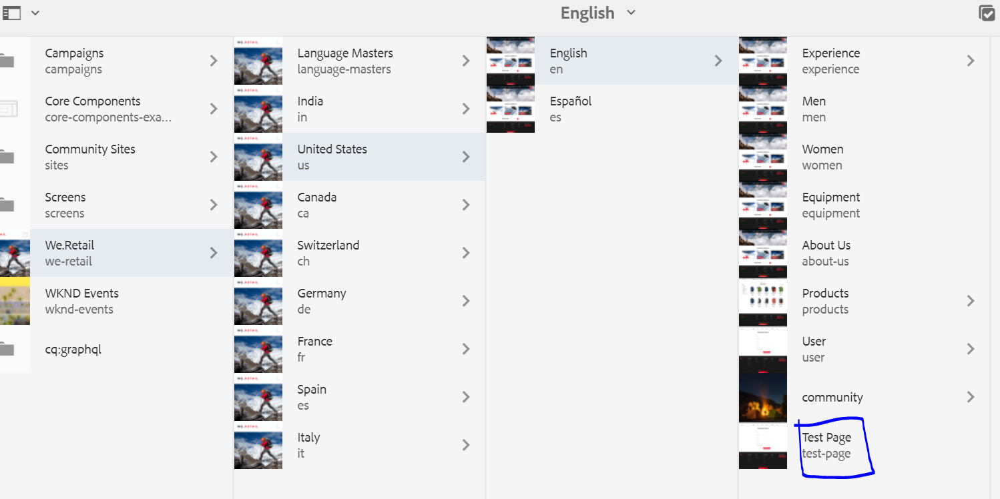 English
Campaigns
campaigns
Core Components
core-components-exa...
Community Sites
sites
Screens
screens
We.Retail
we-retail
WKND Events
wknd-events
cq:graphql
Language Masters
language-masters
India
in
United States
us
Canada
ca
Switzerland
ch
Germany
de
France
fr
Spain
es
Italy
it
English
en
Español
es
Experience
experience
Men
men
Women
women
Equipment
equipment
About Us
about-us
Products
products
User
user
community
Test Page
test-page